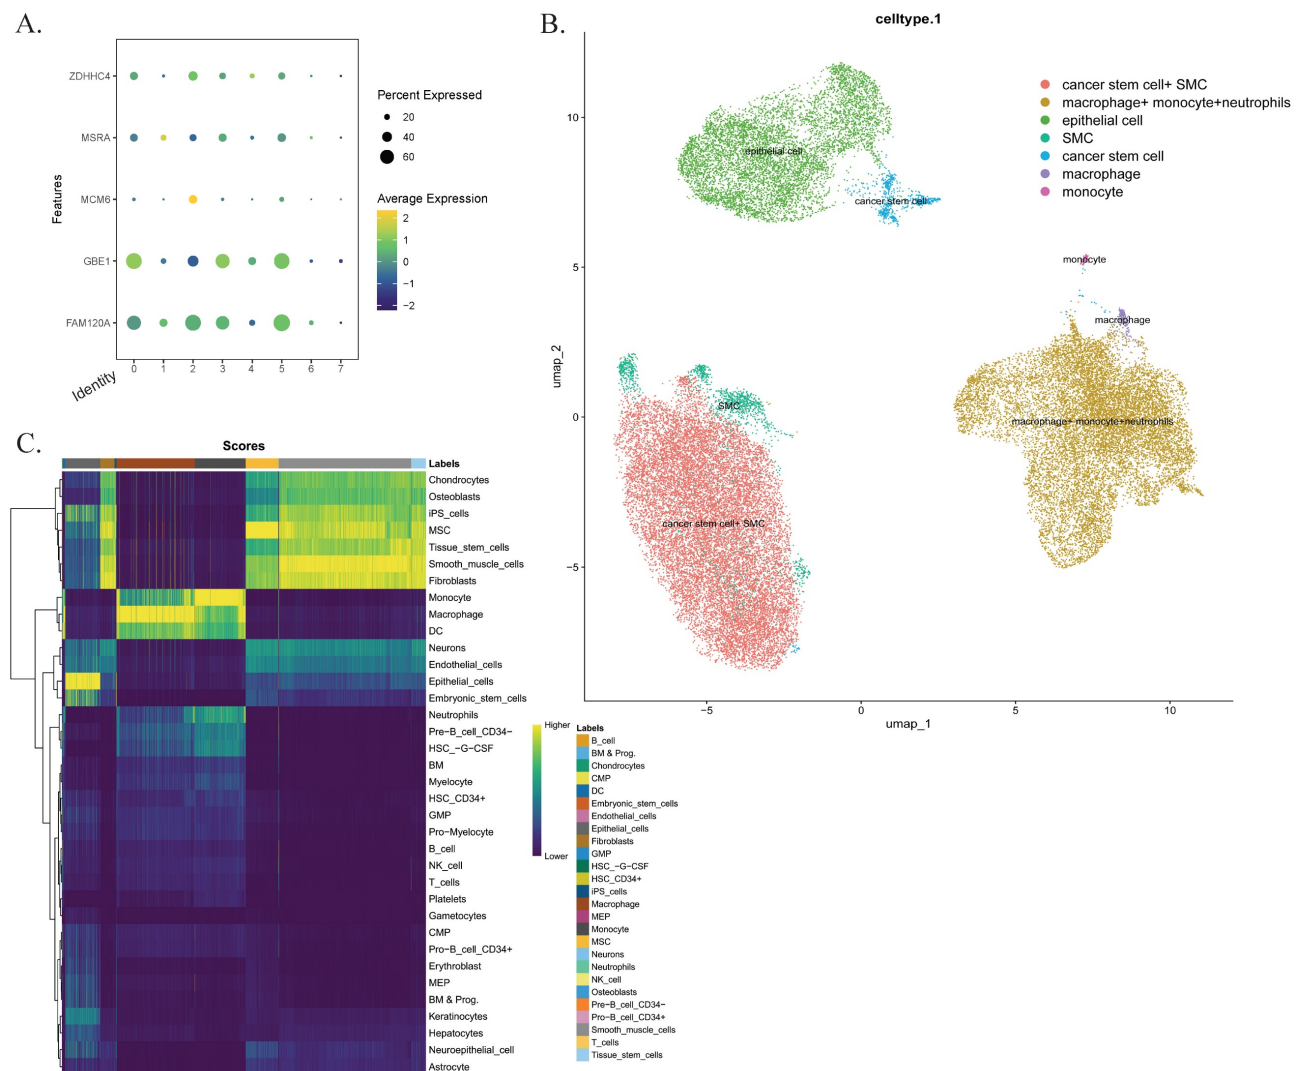 A.
ZDHHC4
MSRA
MCM6
GBE1
FAM120A
Features
0 1 2 3 4 5 6 7
Identity
Percent Expressed
20
40
60
Average Expression
2
1
0
−1
−2
B.
celltype.1
cancer stem cell+ SMC
macrophage+ monocyte+neutrophils
epithelial cell
SMC
cancer stem cell
macrophage
monocyte
epithelial cell
cancer stem cell
monocyte
macrophage
SMC
macrophage+ monocyte+neutrophils
cancer stem cell+ SMC
10
5
0
−5
umap_2
−5 0 5 10
umap_1
C.
Scores
Labels
Chondrocytes
Osteoblasts
iPS_cells
MSC
Tissue_stem_cells
Smooth_muscle_cells
Fibroblasts
Monocyte
Macrophage
DC
Neurons
Endothelial_cells
Epithelial_cells
Embryonic_stem_cells
Neutrophils
Pre−B_cell_CD34−
HSC_−G−CSF
BM
Myelocyte
HSC_CD34+
GMP
Pro−Myelocyte
B_cell
NK_cell
T_cells
Platelets
Gametocytes
CMP
Pro−B_cell_CD34+
Erythroblast
MEP
BM & Prog.
Keratinocytes
Hepatocytes
Neuroepithelial_cell
Astrocyte
Higher
Lower
Labels
B_cell
BM & Prog.
Chondrocytes
CMP
DC
Embryonic_stem_cells
Endothelial_cells
Epithelial_cells
Fibroblasts
GMP
HSC_−G−CSF
HSC_CD34+
iPS_cells
Macrophage
MEP
Monocyte
MSC
Neurons
Neutrophils
NK_cell
Osteoblasts
Pre−B_cell_CD34−
Pro−B_cell_CD34+
Smooth_muscle_cells
T_cells
Tissue_stem_cells